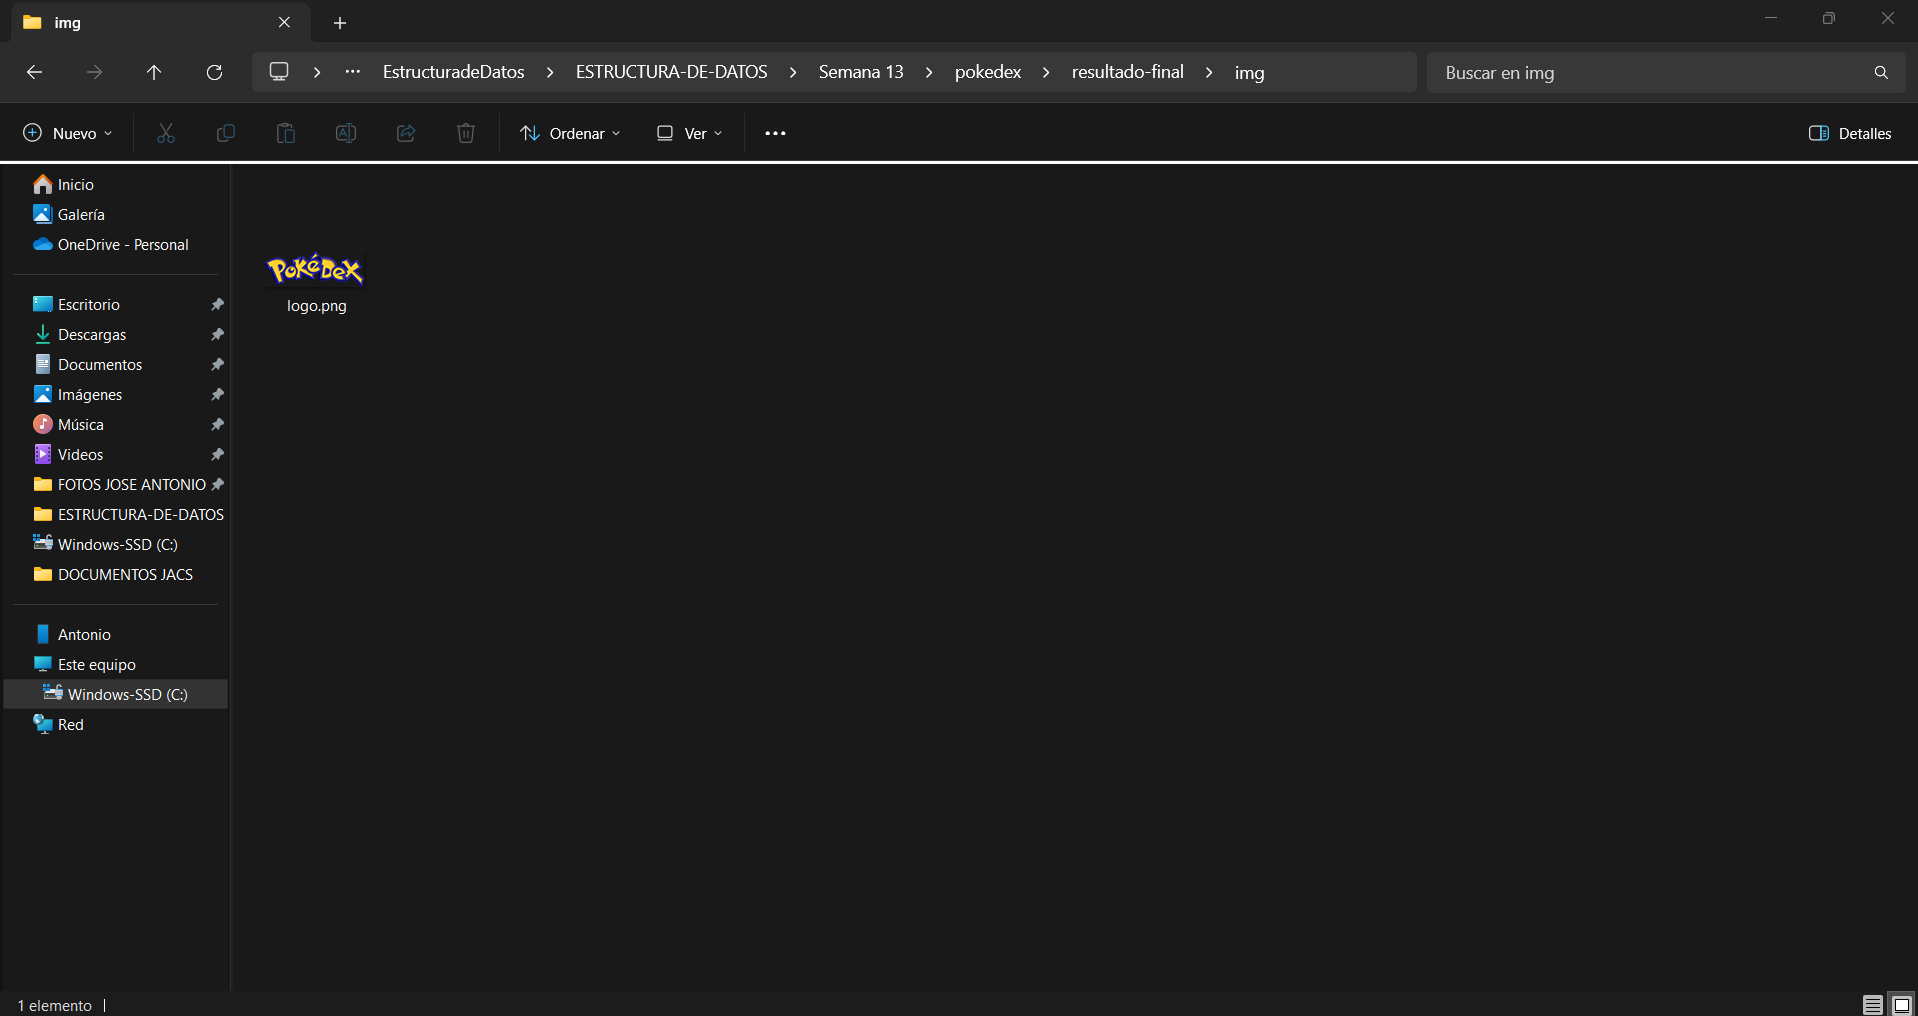 img
EstructuradeDatos > ESTRUCTURA-DE-DATOS > Semana 13 > pokedex > resultado-final > img
Buscar en img
Nuevo
Ordenar
Ver
Detalles
Inicio
Galería
OneDrive - Personal
Escritorio
Descargas
Documentos
Imágenes
Música
Videos
FOTOS JOSE ANTONIO
ESTRUCTURA-DE-DATOS
Windows-SSD (C:)
DOCUMENTOS JACS
Antonio
Este equipo
Windows-SSD (C:)
Red
PokéDex
logo.png
1 elemento